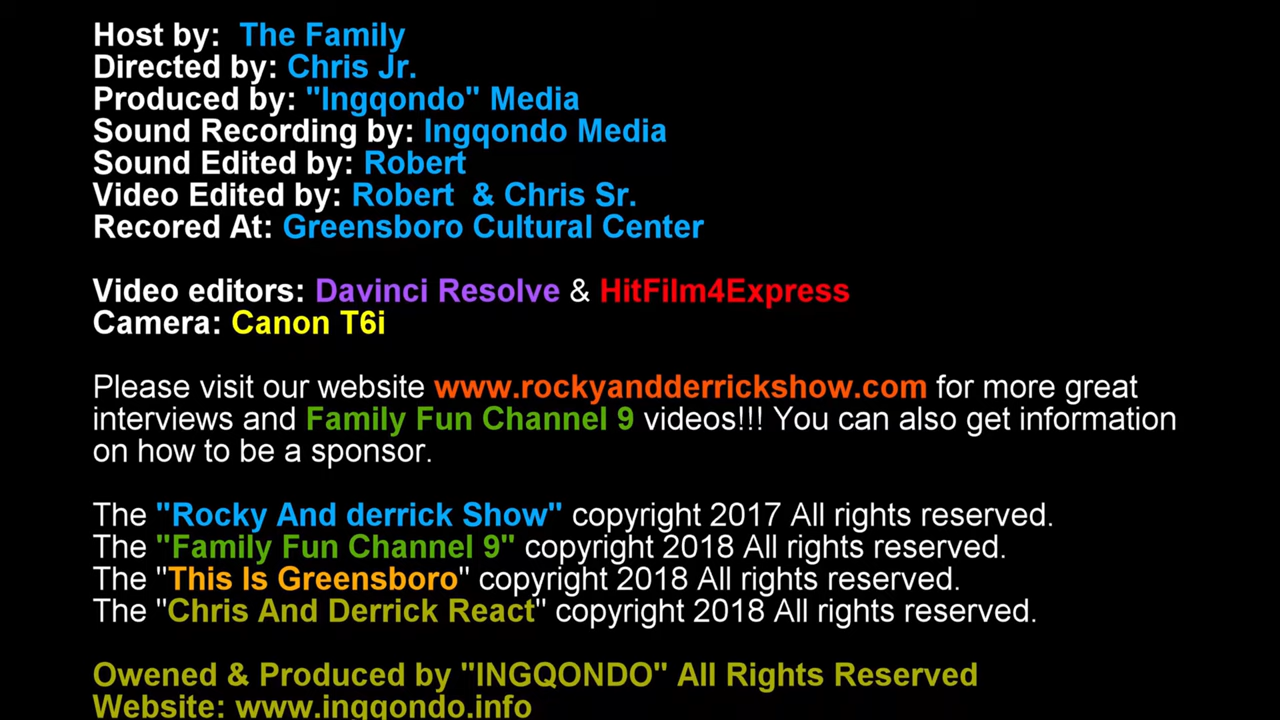 Host by:  The Family
Directed by: Chris Jr.
Produced by: "Ingqondo" Media
Sound Recording by: Ingqondo Media
Sound Edited by: Robert
Video Edited by: Robert  & Chris Sr.
Recored At: Greensboro Cultural Center
Video editors: Davinci Resolve & HitFilm4Express
Camera: Canon T6i
Please visit our website www.rockyandderrickshow.com for more great
interviews and Family Fun Channel 9 videos!!! You can also get information
on how to be a sponsor.
The "Rocky And derrick Show" copyright 2017 All rights reserved.
The "Family Fun Channel 9" copyright 2018 All rights reserved.
The "This Is Greensboro" copyright 2018 All rights reserved.
The "Chris And Derrick React" copyright 2018 All rights reserved.
Owened & Produced by "INGQONDO" All Rights Reserved
Website: www.ingqondo.info